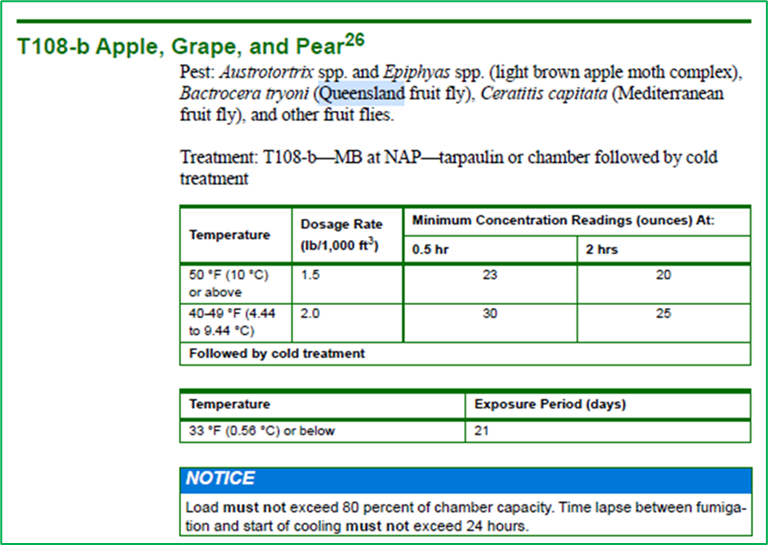 T108-b Apple, Grape, and Pear26
Pest: Austrotortrix spp. and Epiphyas spp. (light brown apple moth complex),
Bactrocera tryoni (Queensland fruit fly), Ceratitis capitata (Mediterranean
fruit fly), and other fruit flies.
Treatment: T108-b—MB at NAP—tarpaulin or chamber followed by cold
treatment
Temperature
Dosage Rate
(lb/1,000 ft3)
Minimum Concentration Readings (ounces) At:
0.5 hr
2 hrs
50 °F (10 °C)
or above
1.5
23
20
40-49 °F (4.44
to 9.44 °C)
2.0
30
25
Followed by cold treatment
Temperature
Exposure Period (days)
33 °F (0.56 °C) or below
21
NOTICE
Load must not exceed 80 percent of chamber capacity. Time lapse between fumiga-
tion and start of cooling must not exceed 24 hours.